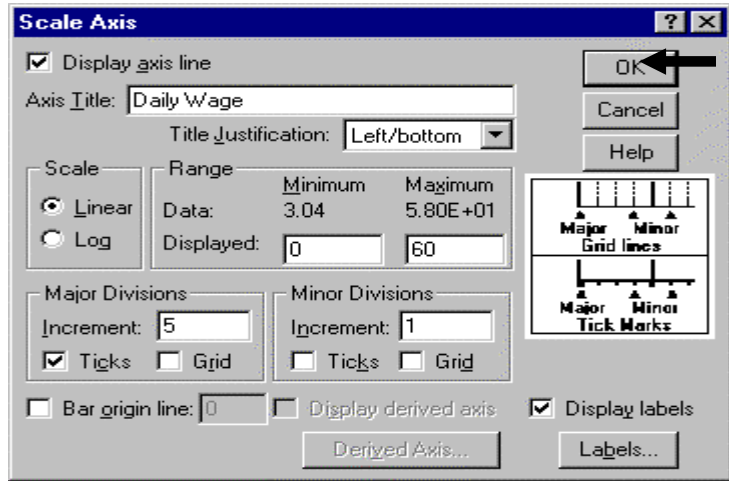 Scale Axis
Display axis line
OK
Axis Title: Daily Wage
Cancel
Title Justification: Left/bottom
Help
Scale
Range
Minimum Maximum
Linear
Data: 3.04 5.80E+01
Log
Displayed: 0 60
Major Minor
Grid lines
Major Minor
Tick Marks
Major Divisions
Increment: 5
Ticks Grid
Minor Divisions
Increment: 1
Ticks Grid
Bar origin line: 0
Display derived axis
Display labels
Derived Axis...
Labels...